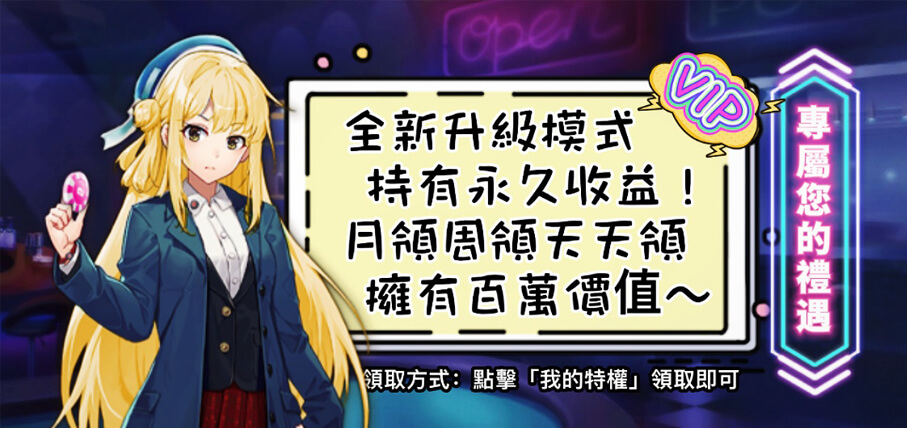 open
VIP
全新升級模式
持有永久收益！
月領周領天天領
擁有百萬價值～
專屬您的禮遇
領取方式：點擊「我的特權」領取即可